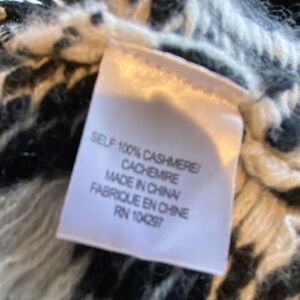 SELF:100% CASHMERE/
CACHEMIRE
MADE IN CHINA/
FABRIQUE EN CHINE
RN 104297